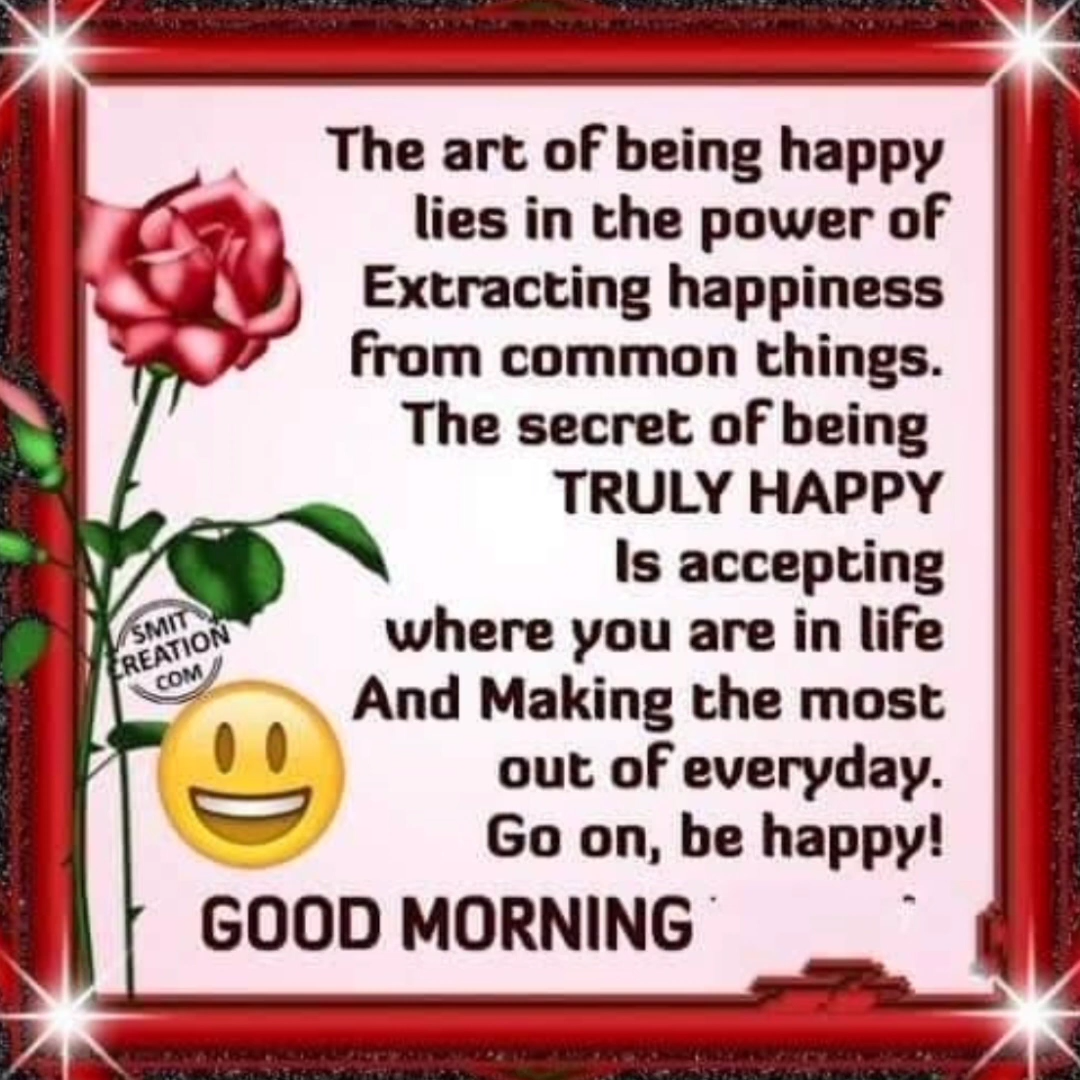 The art of being happy
lies in the power of
Extracting happiness
from common things.
The secret of being
TRULY HAPPY
Is accepting
where you are in life
And Making the most
out of everyday.
Go on, be happy!
GOOD MORNING
SMIT
CREATION
COM